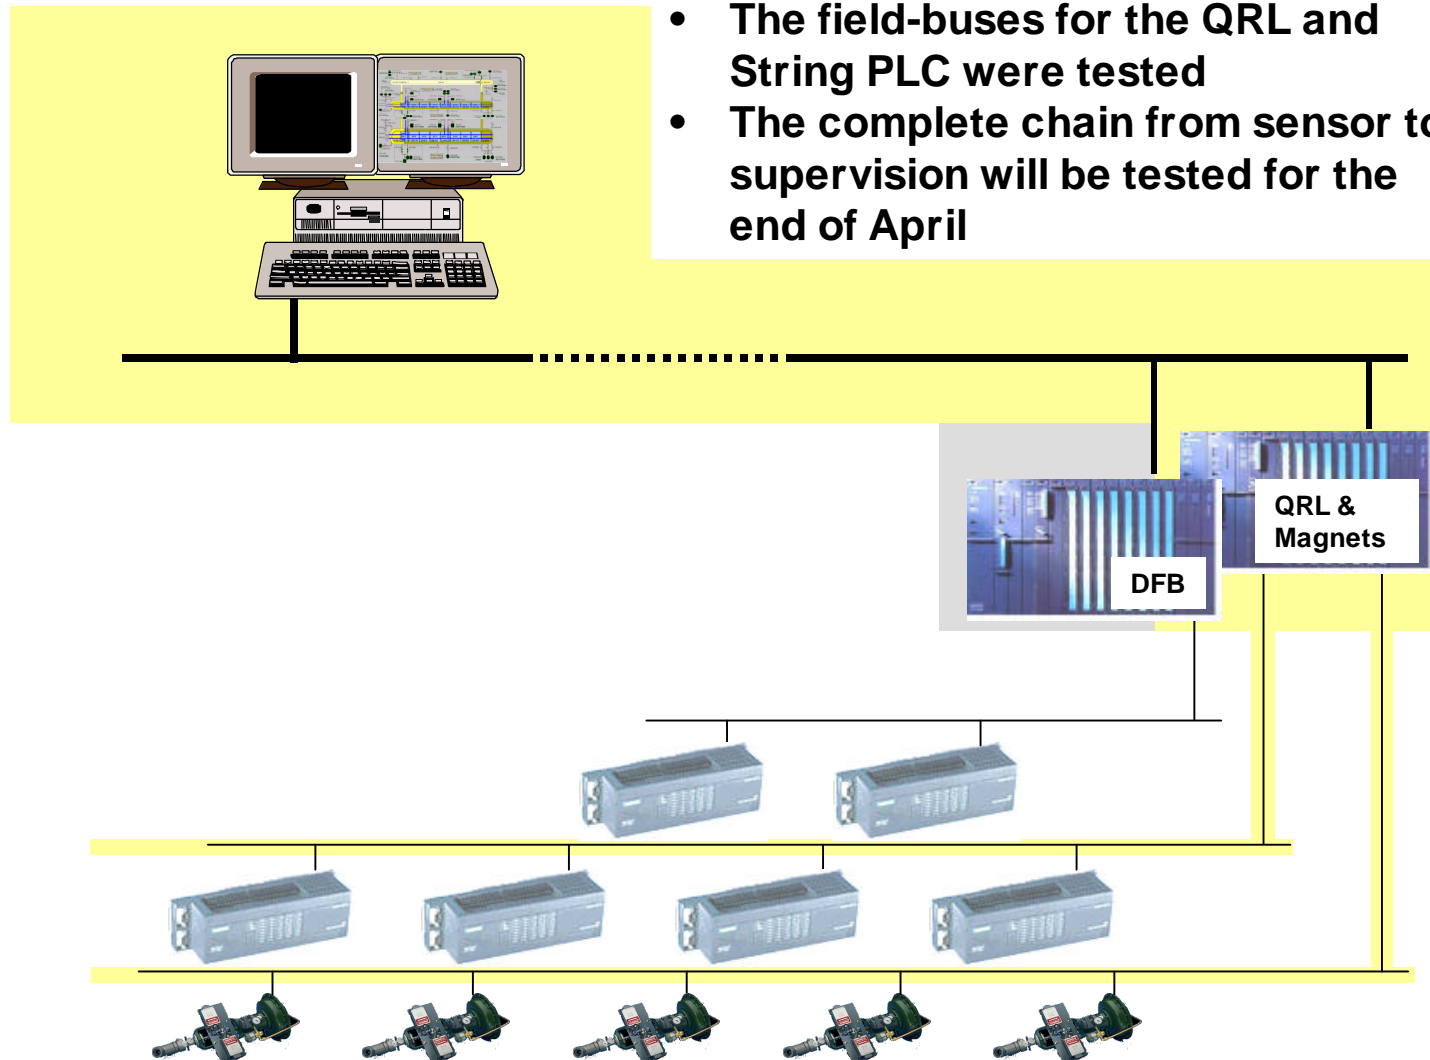 • The field-buses for the QRL and
String PLC were tested
• The complete chain from sensor to
supervision will be tested for the
end of April
QRL &
Magnets
DFB